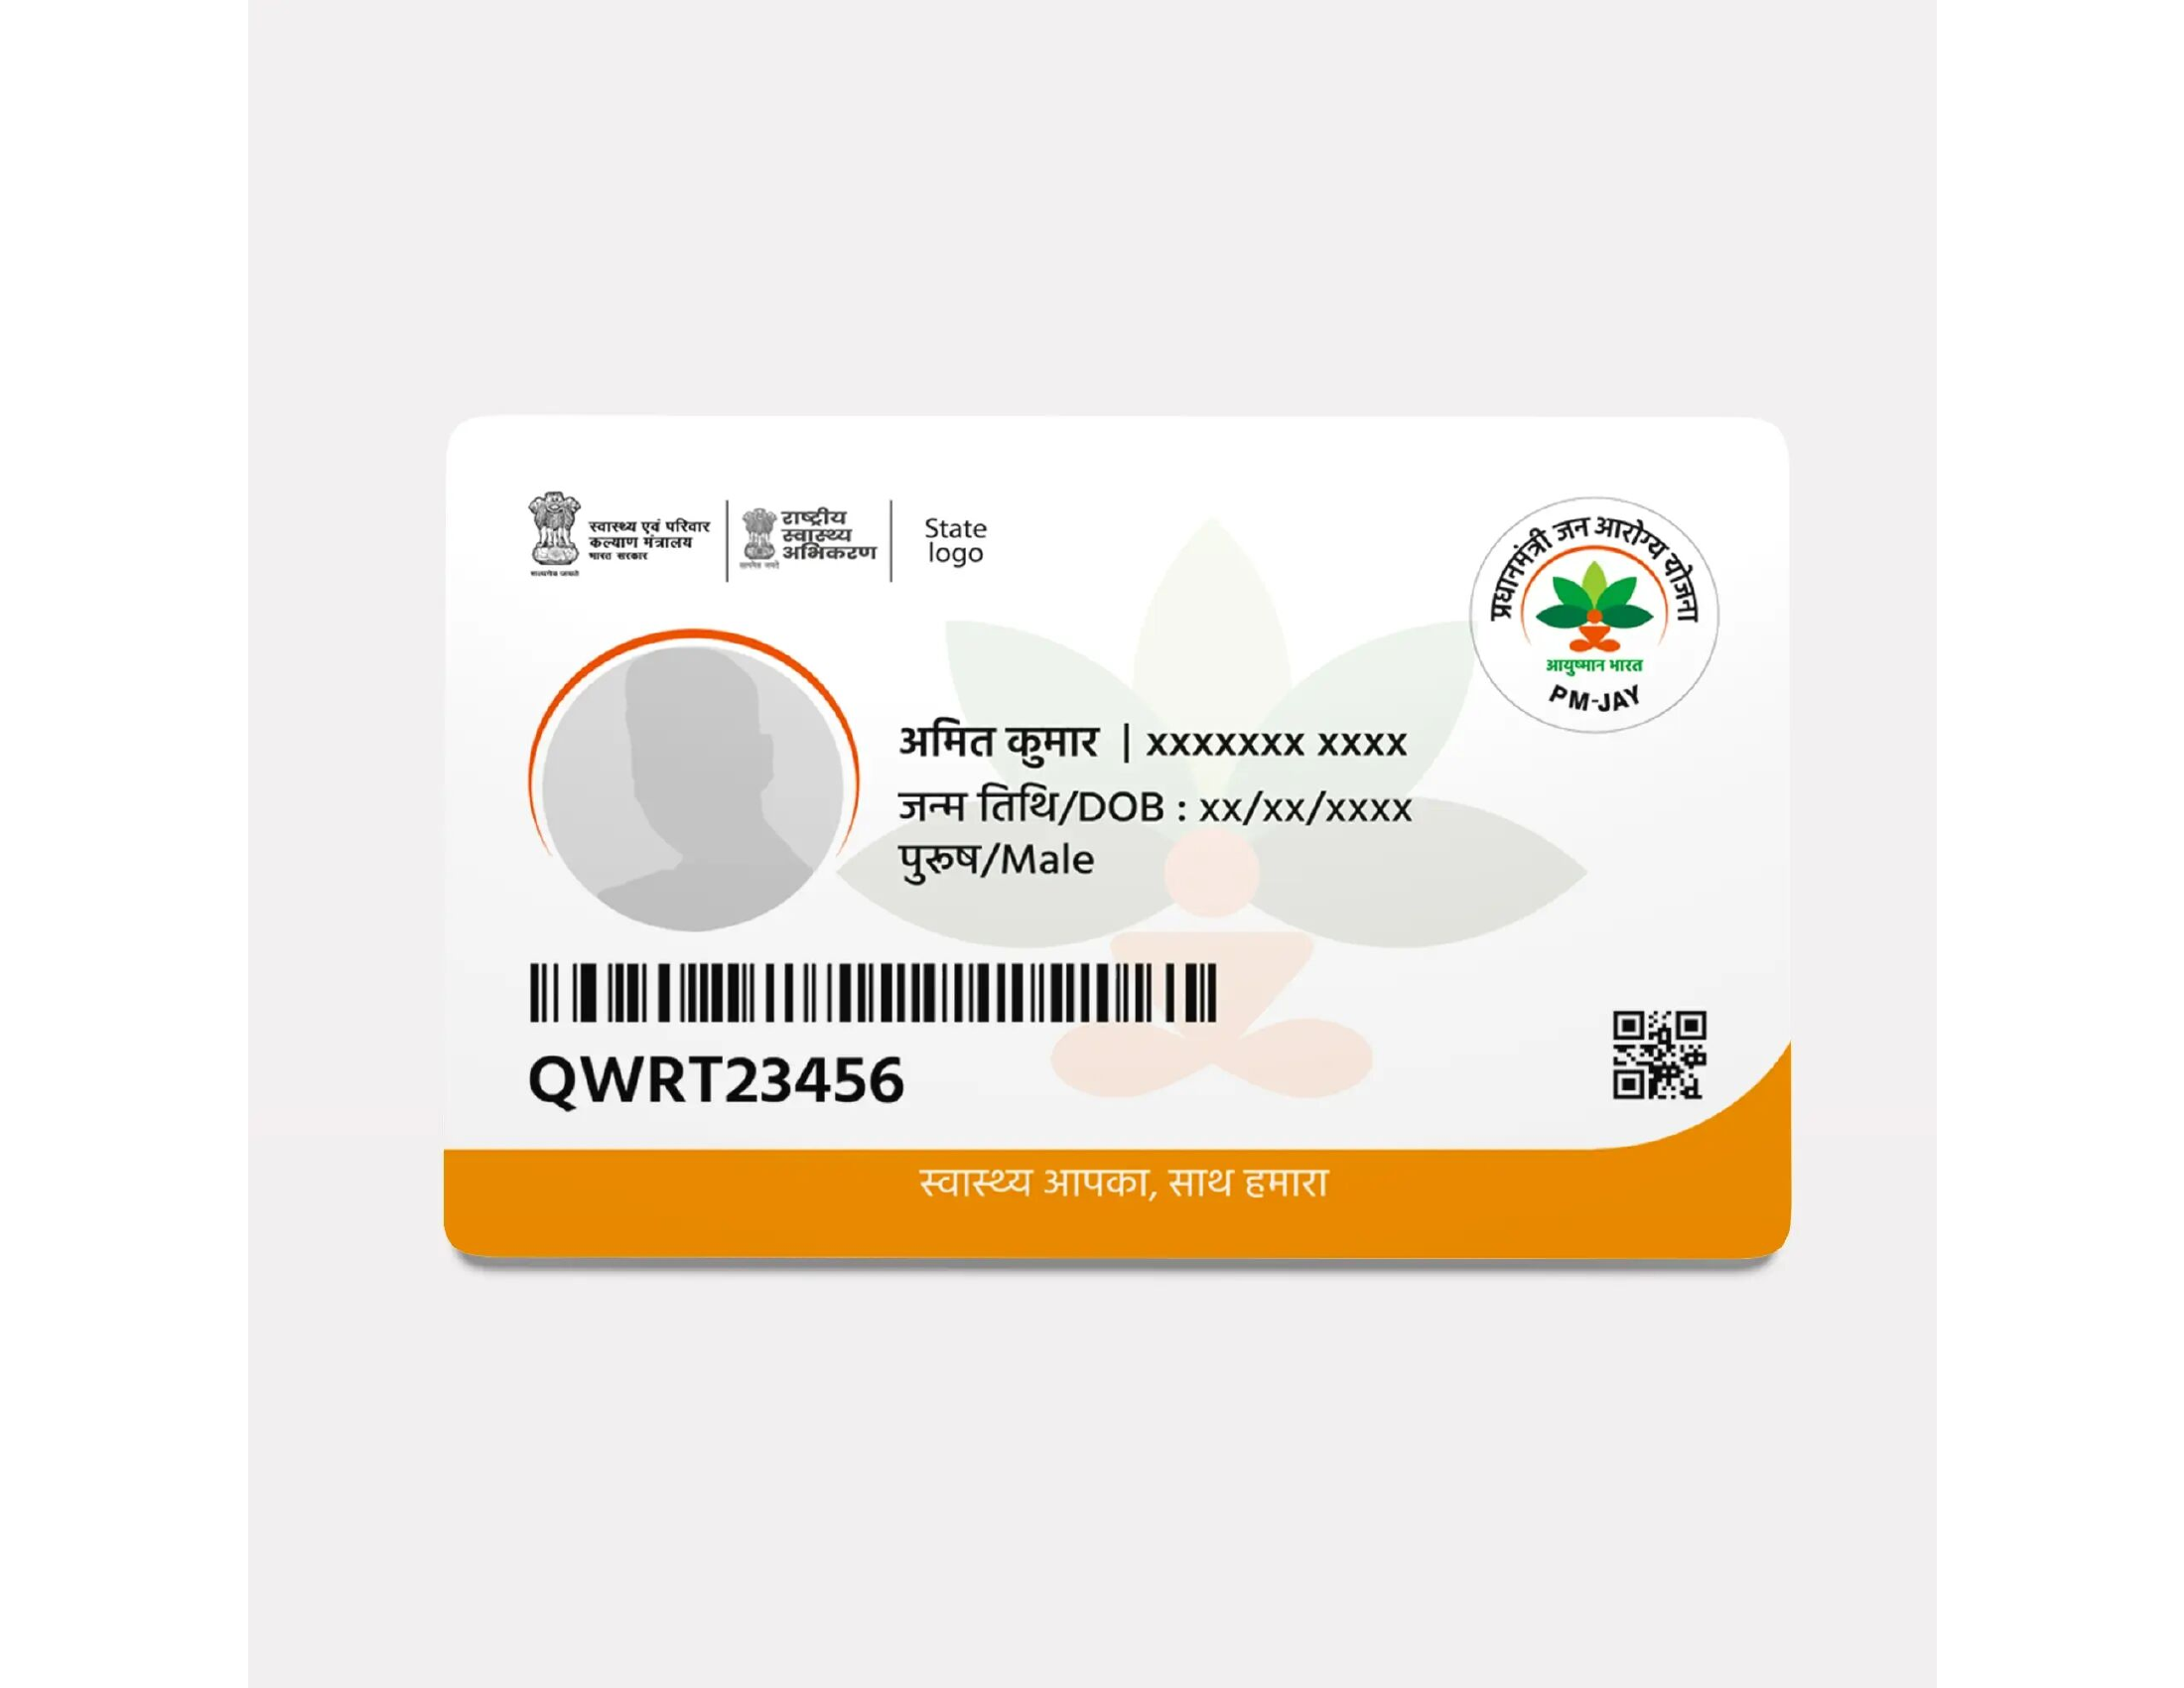 स्वास्थ्य एवं परिवार
कल्याण मंत्रालय
भारत सरकार
सत्यमेव जयते
राष्ट्रीय
स्वास्थ्य
अभिकरण
सत्यमेव जयते
State
logo
प्रधानमंत्री जन आरोग्य योजना
आयुष्मान भारत
PM-JAY
अमित कुमार | xxxxxxx xxxx
जन्म तिथि/DOB : xx/xx/xxxx
पुरूष/Male
QWRT23456
स्वास्थ्य आपका, साथ हमारा